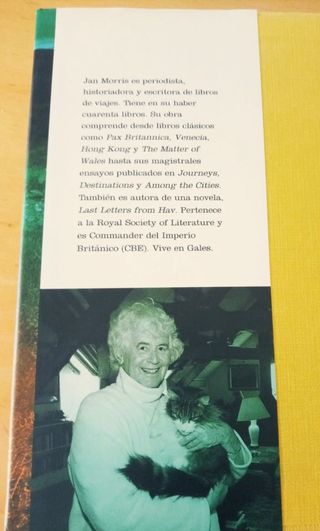 Jan Morris es periodista,
historiadora y escritora de libros
de viajes. Tiene en su haber
cuarenta libros. Su obra
comprende desde libros clásicos
como Pax Britannica, Venecia,
Hong Kong y The Matter of
Wales hasta sus magistrales
ensayos publicados en Journeys,
Destinations y Among the Cities.
También es autora de una novela,
Last Letters from Hav. Pertenece
a la Royal Society of Literature y
es Commander del Imperio
Británico (CBE). Vive en Gales.